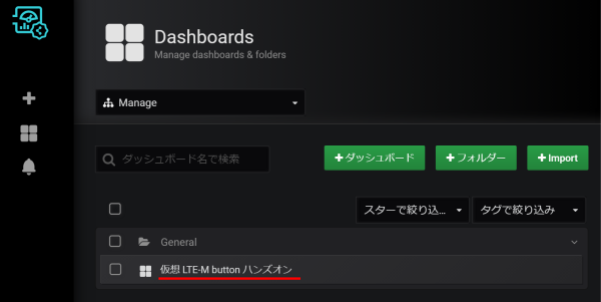 Dashboards
Manage dashboards & folders
Manage
ダッシュボード名で検索
+ダッシュボード
+フォルダー
+Import
スターで絞り込...
タグで絞り込み
General
仮想 LTE-M button ハンズオン